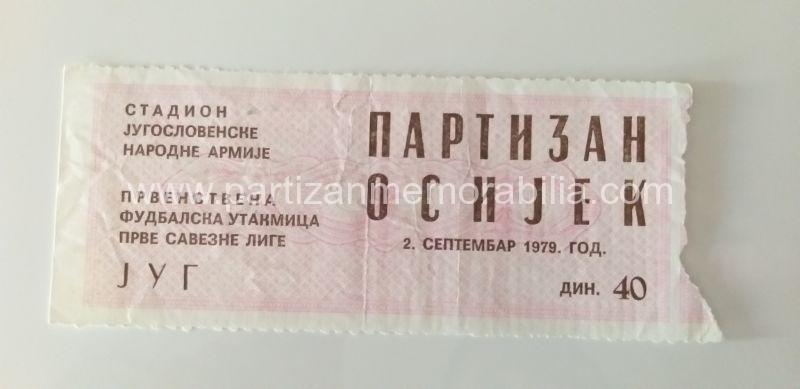 СТАДИОН
ЈУГОСЛОВЕНСКЕ
НАРОДНЕ АРМИЈЕ
ПРВЕНСТВЕНА
ФУДБАЛСКА УТАКМИЦА
ПРВЕ САВЕЗНЕ ЛИГЕ
ЈУГ
ПАРТИЗАН
ОСИЈЕК
2. СЕПТЕМБАР 1979. ГОД.
ДИН. 40
www.partizanmemorabilia.com